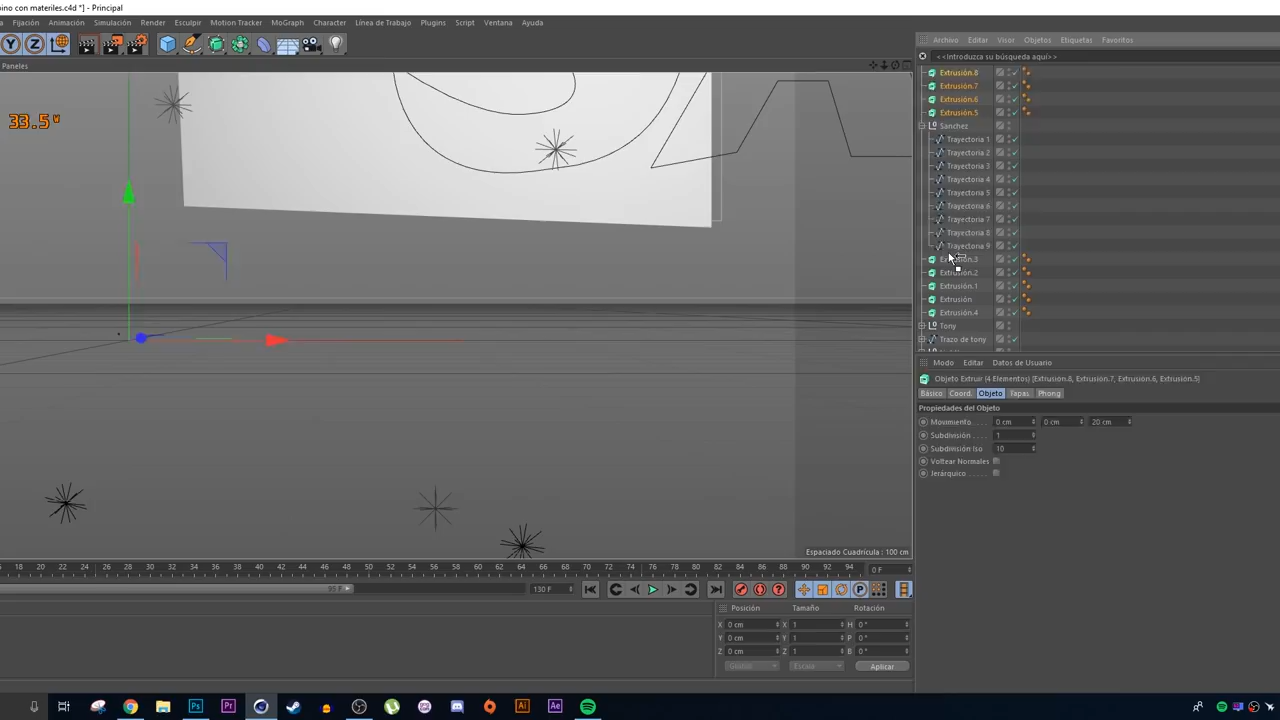 pino con materiles.c4d *] - Principal
Fijación Animación Simulación Render Esculpir Motion Tracker MoGraph Character Línea de Trabajo Plugins Script Ventana Ayuda
Y Z
Archivo Editar Visor Objetos Etiquetas Favoritos
Paneles
<<Introduzca su búsqueda aquí>>
33.5
Extrusión.8
Extrusión.7
Extrusión.6
Extrusión.5
Sanchez
Trayectoria 1
Trayectoria 2
Trayectoria 3
Trayectoria 4
Trayectoria 5
Trayectoria 6
Trayectoria 7
Trayectoria 8
Trayectoria 9
Extrusión.3
Extrusión.2
Extrusión.1
Extrusión
Extrusión.4
Tony
Trazo de tony
Modo Editar Datos de Usuario
Objeto Extruir (4 Elementos) [Extrusión.8, Extrusión.7, Extrusión.6, Extrusión.5]
Básico Coord. Objeto Tapas Phong
Propiedades del Objeto
Movimiento. . . . 0 cm 0 cm 20 cm
Subdivisión . . . . 1
Subdivisión Iso 10
Voltear Normales
Jerárquico . . . . .
Espaciado Cuadrícula : 100 cm
28 30 32 34 36 38 40 42 44 46 48 50 52 54 56 58 60 62 64 66 68 70 72 74 76 78 80 82 84 86 88 90 92 94 0 F
95 F 130 F
Posición Tamaño Rotación
X 0 cm X 1 H 0 °
Y 0 cm Y 1 P 0 °
Z 0 cm Z 1 B 0 °
Escala Aplicar
Ps Pr Ai Ae